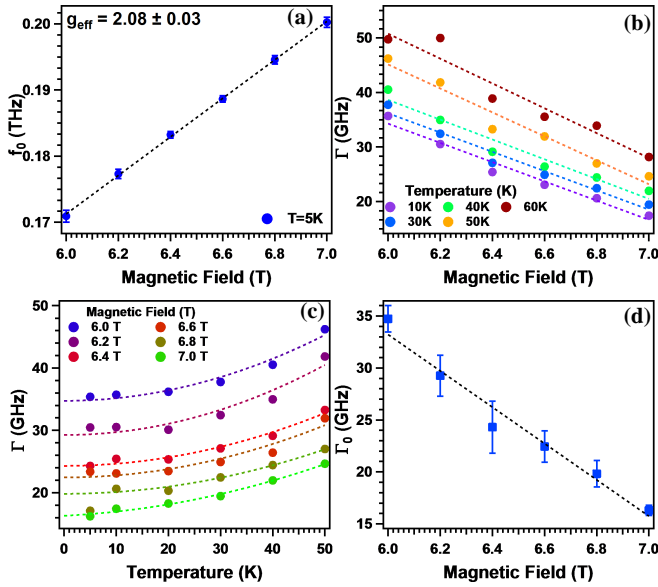 g_eff = 2.08 ± 0.03
(a)
0.20
0.19
0.18
0.17
f_0 (THz)
T=5K
6.0 6.2 6.4 6.6 6.8 7.0
Magnetic Field (T)
(b)
50
40
30
20
Γ (GHz)
Temperature (K)
10K 40K 60K
30K 50K
6.0 6.2 6.4 6.6 6.8 7.0
Magnetic Field (T)
(c)
60
50
40
30
20
Γ (GHz)
Magnetic Field (T)
6.0 T 6.6 T
6.2 T 6.8 T
6.4 T 7.0 T
0 10 20 30 40 50
Temperature (K)
(d)
35
30
25
20
15
Γ_0 (GHz)
6.0 6.2 6.4 6.6 6.8 7.0
Magnetic Field (T)